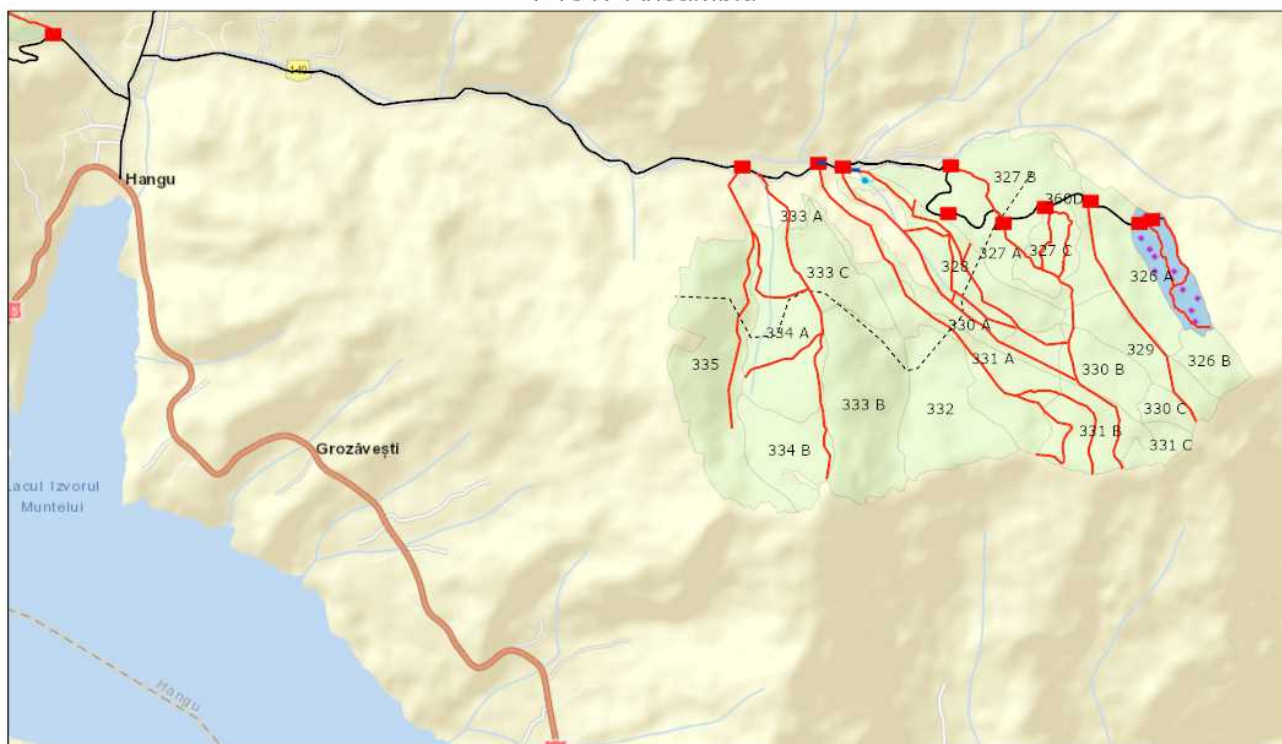 140
Hangu
327 B
360D
333 A
333 C
328
327 A
327 C
326 A
334 A
330 A
331 A
329
335
330 B
326 B
333 B
332
330 C
Grozăvești
334 B
331 B
331 C
Lacul Izvorul
Muntelui
Hangu